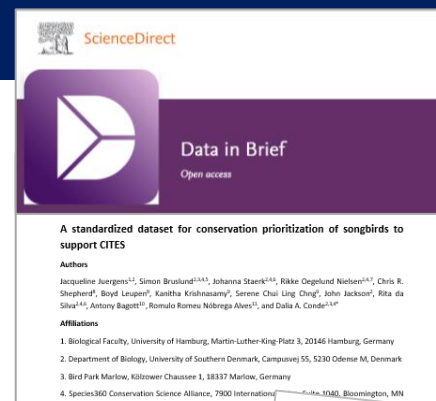 ScienceDirect
Data in Brief
Open access
A standardized dataset for conservation prioritization of songbirds to
support CITES
Authors
Jacqueline Juergens1,2, Simon Bruslund2,3,4,5, Johanna Staerk2,4,6, Rikke Oegelund Nielsen2,4,7, Chris R.
Shepherd8, Boyd Leupen9, Kanitha Krishnasamy9, Serene Chui Ling Chng9, John Jackson2, Rita da
Silva2,4,6, Antony Bagott10, Romulo Romeu Nóbrega Alves11, and Dalia A. Conde2,3,4*
Affiliations
1. Biological Faculty, University of Hamburg, Martin-Luther-King-Platz 3, 20146 Hamburg, Germany
2. Department of Biology, University of Southern Denmark, Campusvej 55, 5230 Odense M, Denmark
3. Bird Park Marlow, Kölzower Chaussee 1, 18337 Marlow, Germany
4. Species360 Conservation Science Alliance, 7900 International 1040, Bloomington, MN